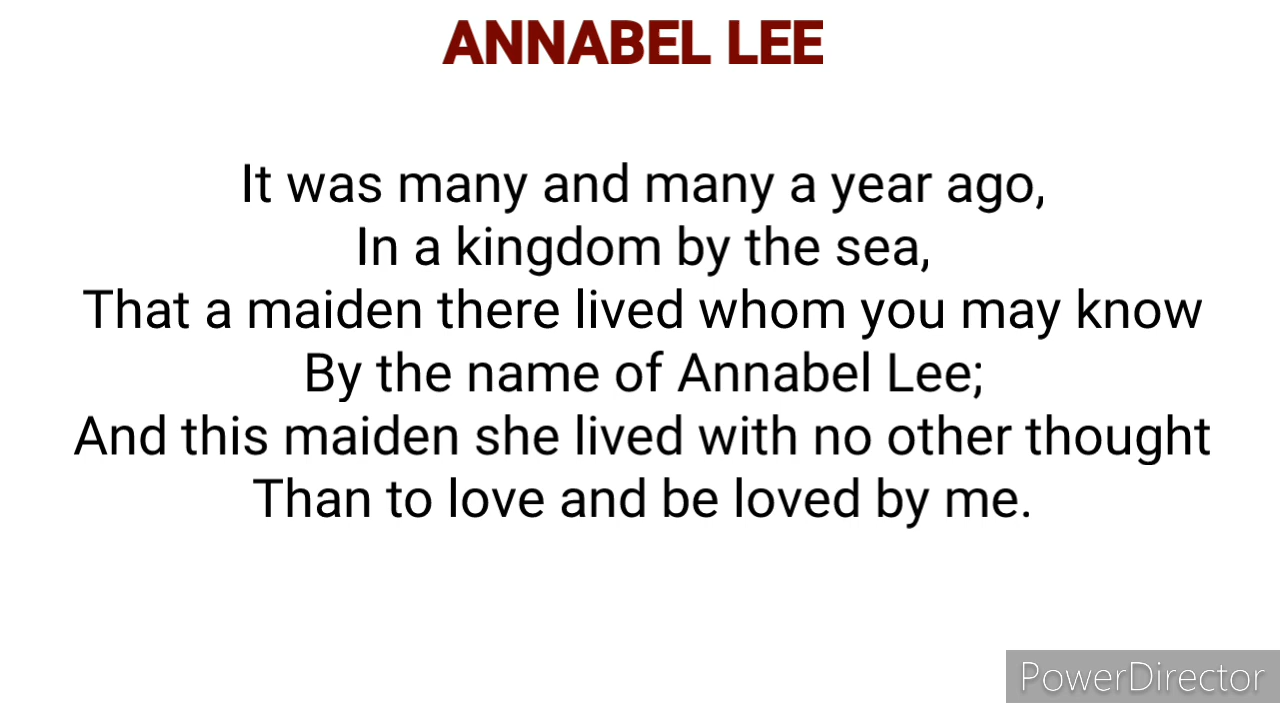 ANNABEL LEE
It was many and many a year ago,
In a kingdom by the sea,
That a maiden there lived whom you may know
By the name of Annabel Lee;
And this maiden she lived with no other thought
Than to love and be loved by me.
PowerDirector